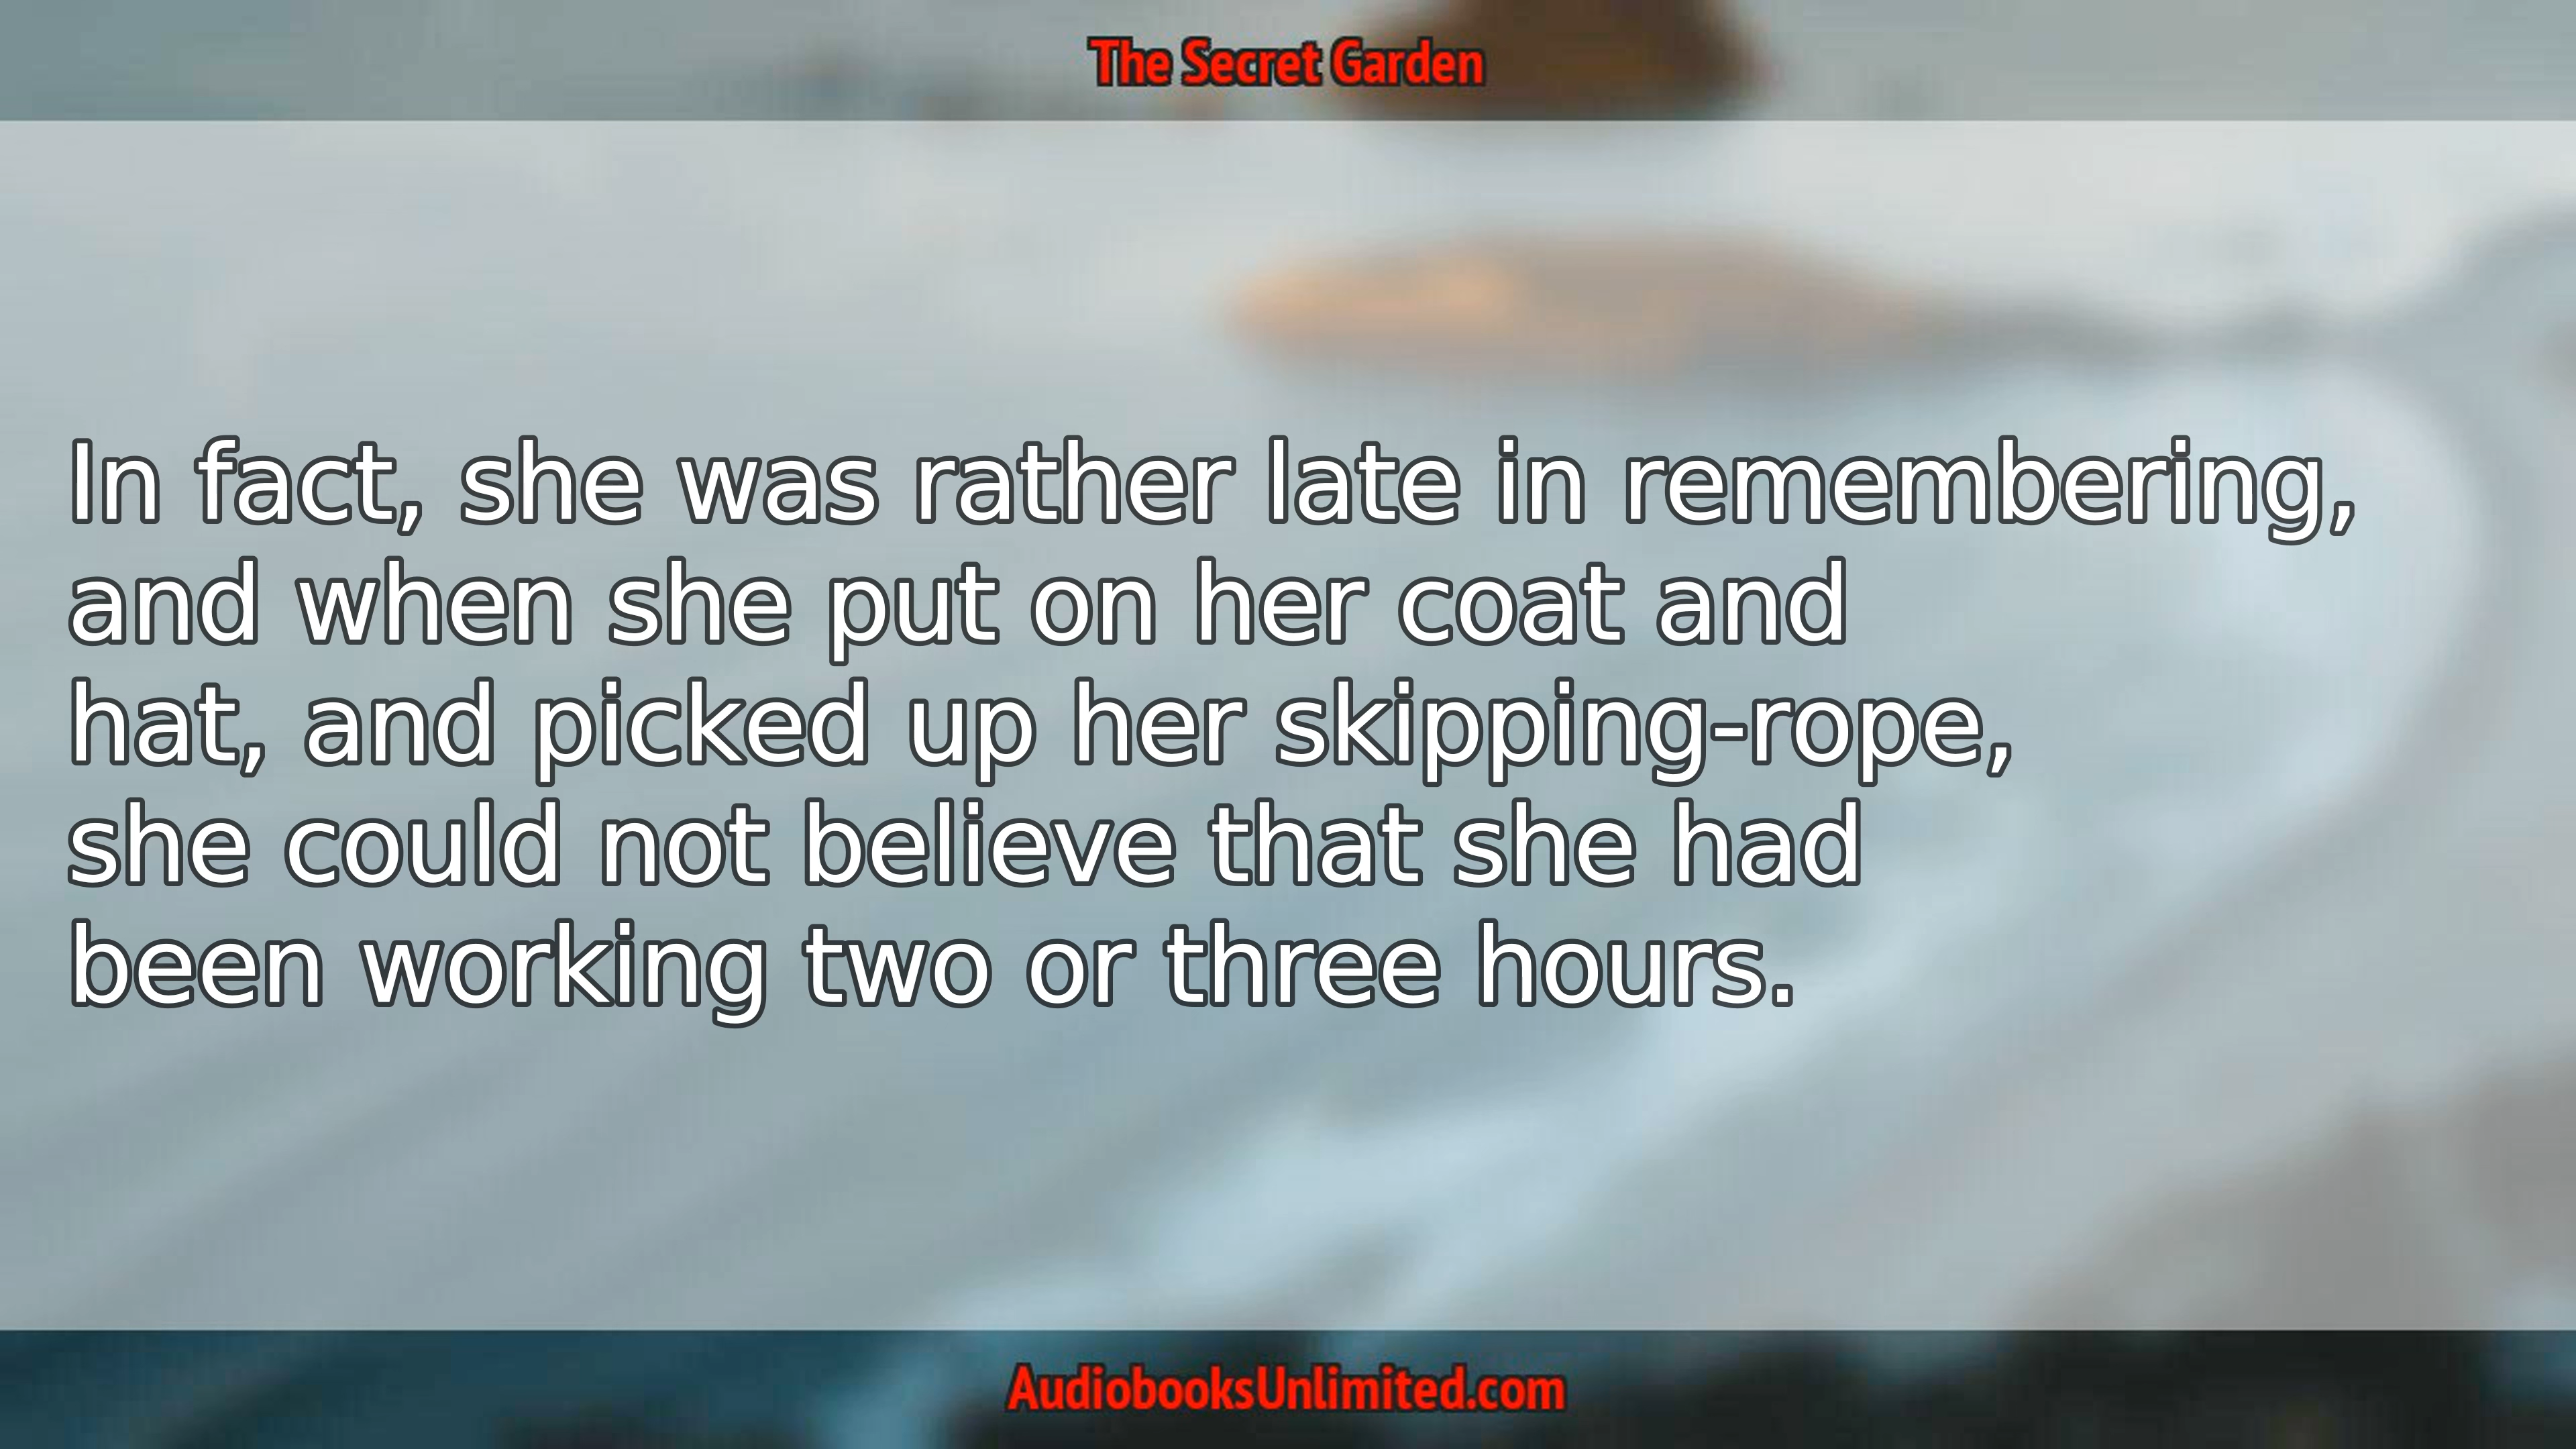 The Secret Garden
In fact, she was rather late in remembering,
and when she put on her coat and
hat, and picked up her skipping-rope,
she could not believe that she had
been working two or three hours.
AudiobooksUnlimited.com